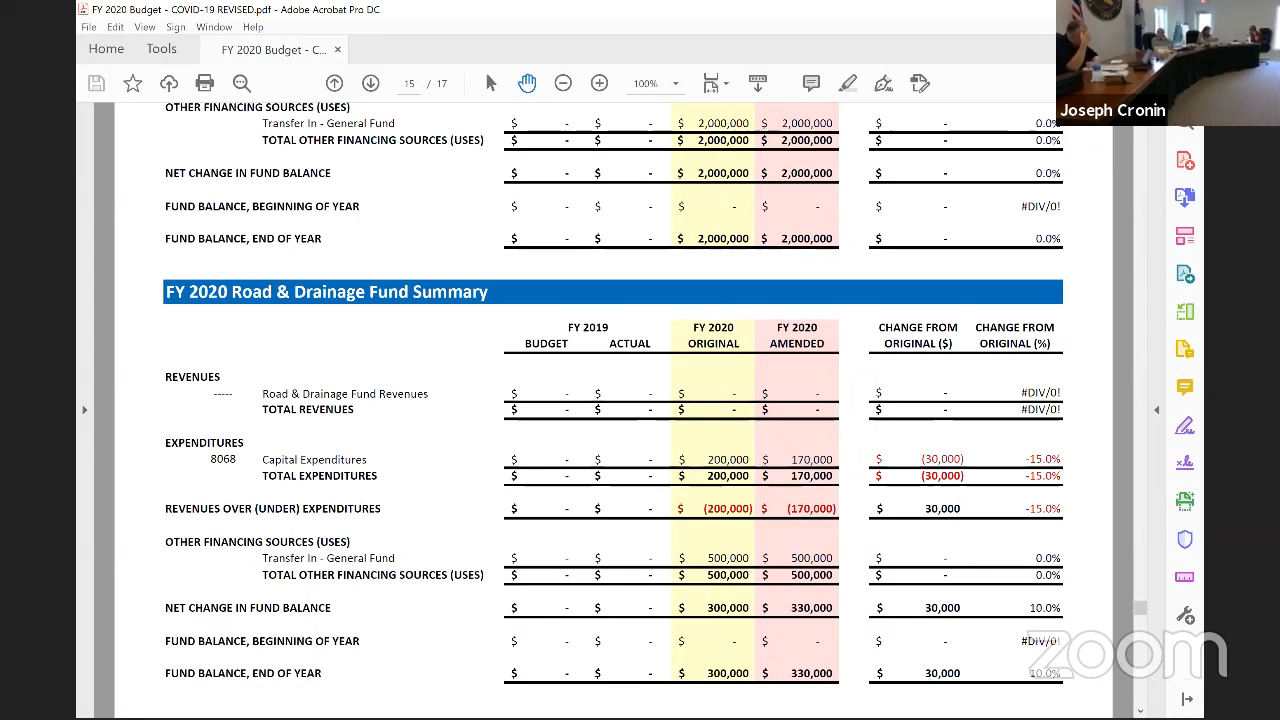 FY 2020 Budget - COVID-19 REVISED.pdf - Adobe Acrobat Pro DC
File Edit View Sign Window Help
Home Tools FY 2020 Budget - C... ×
15 / 17 100%
Joseph Cronin
OTHER FINANCING SOURCES (USES)
Transfer In - General Fund $ - $ - $ 2,000,000 $ 2,000,000 $ - 0.0%
TOTAL OTHER FINANCING SOURCES (USES) $ - $ - $ 2,000,000 $ 2,000,000 $ - 0.0%
NET CHANGE IN FUND BALANCE $ - $ - $ 2,000,000 $ 2,000,000 $ - 0.0%
FUND BALANCE, BEGINNING OF YEAR $ - $ - $ - $ - $ - #DIV/0!
FUND BALANCE, END OF YEAR $ - $ - $ 2,000,000 $ 2,000,000 $ - 0.0%
FY 2020 Road & Drainage Fund Summary
FY 2019 FY 2020 FY 2020 CHANGE FROM CHANGE FROM
BUDGET ACTUAL ORIGINAL AMENDED ORIGINAL ($) ORIGINAL (%)
REVENUES
----- Road & Drainage Fund Revenues $ - $ - $ - $ - $ - #DIV/0!
TOTAL REVENUES $ - $ - $ - $ - $ - #DIV/0!
EXPENDITURES
8068 Capital Expenditures $ - $ - $ 200,000 $ 170,000 $ (30,000) -15.0%
TOTAL EXPENDITURES $ - $ - $ 200,000 $ 170,000 $ (30,000) -15.0%
REVENUES OVER (UNDER) EXPENDITURES $ - $ - $ (200,000) $ (170,000) $ 30,000 -15.0%
OTHER FINANCING SOURCES (USES)
Transfer In - General Fund $ - $ - $ 500,000 $ 500,000 $ - 0.0%
TOTAL OTHER FINANCING SOURCES (USES) $ - $ - $ 500,000 $ 500,000 $ - 0.0%
NET CHANGE IN FUND BALANCE $ - $ - $ 300,000 $ 330,000 $ 30,000 10.0%
FUND BALANCE, BEGINNING OF YEAR $ - $ - $ - $ - $ - #DIV/0!
FUND BALANCE, END OF YEAR $ - $ - $ 300,000 $ 330,000 $ 30,000 10.0%
zoom